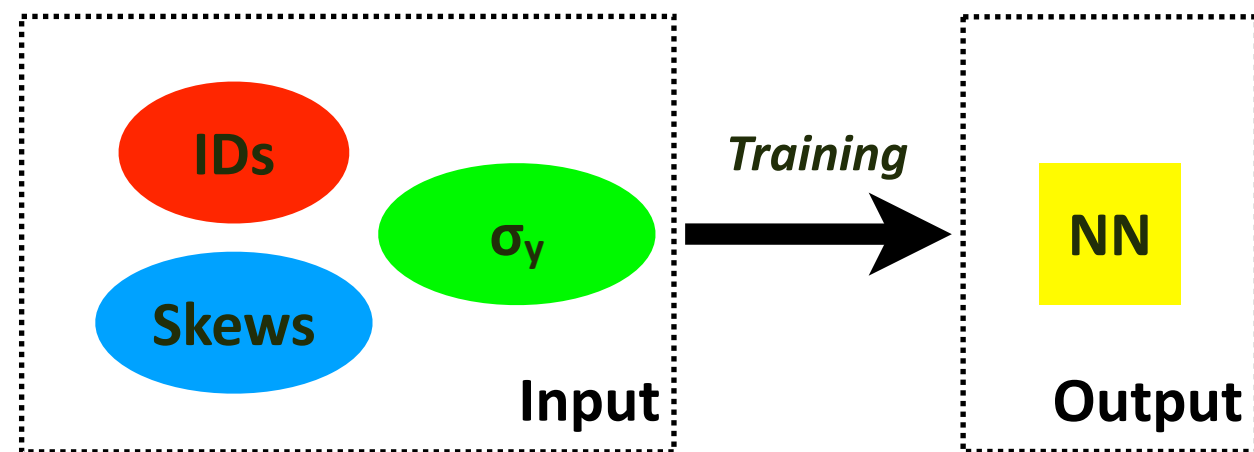 IDs
Skews
σy
Input
Training
NN
Output